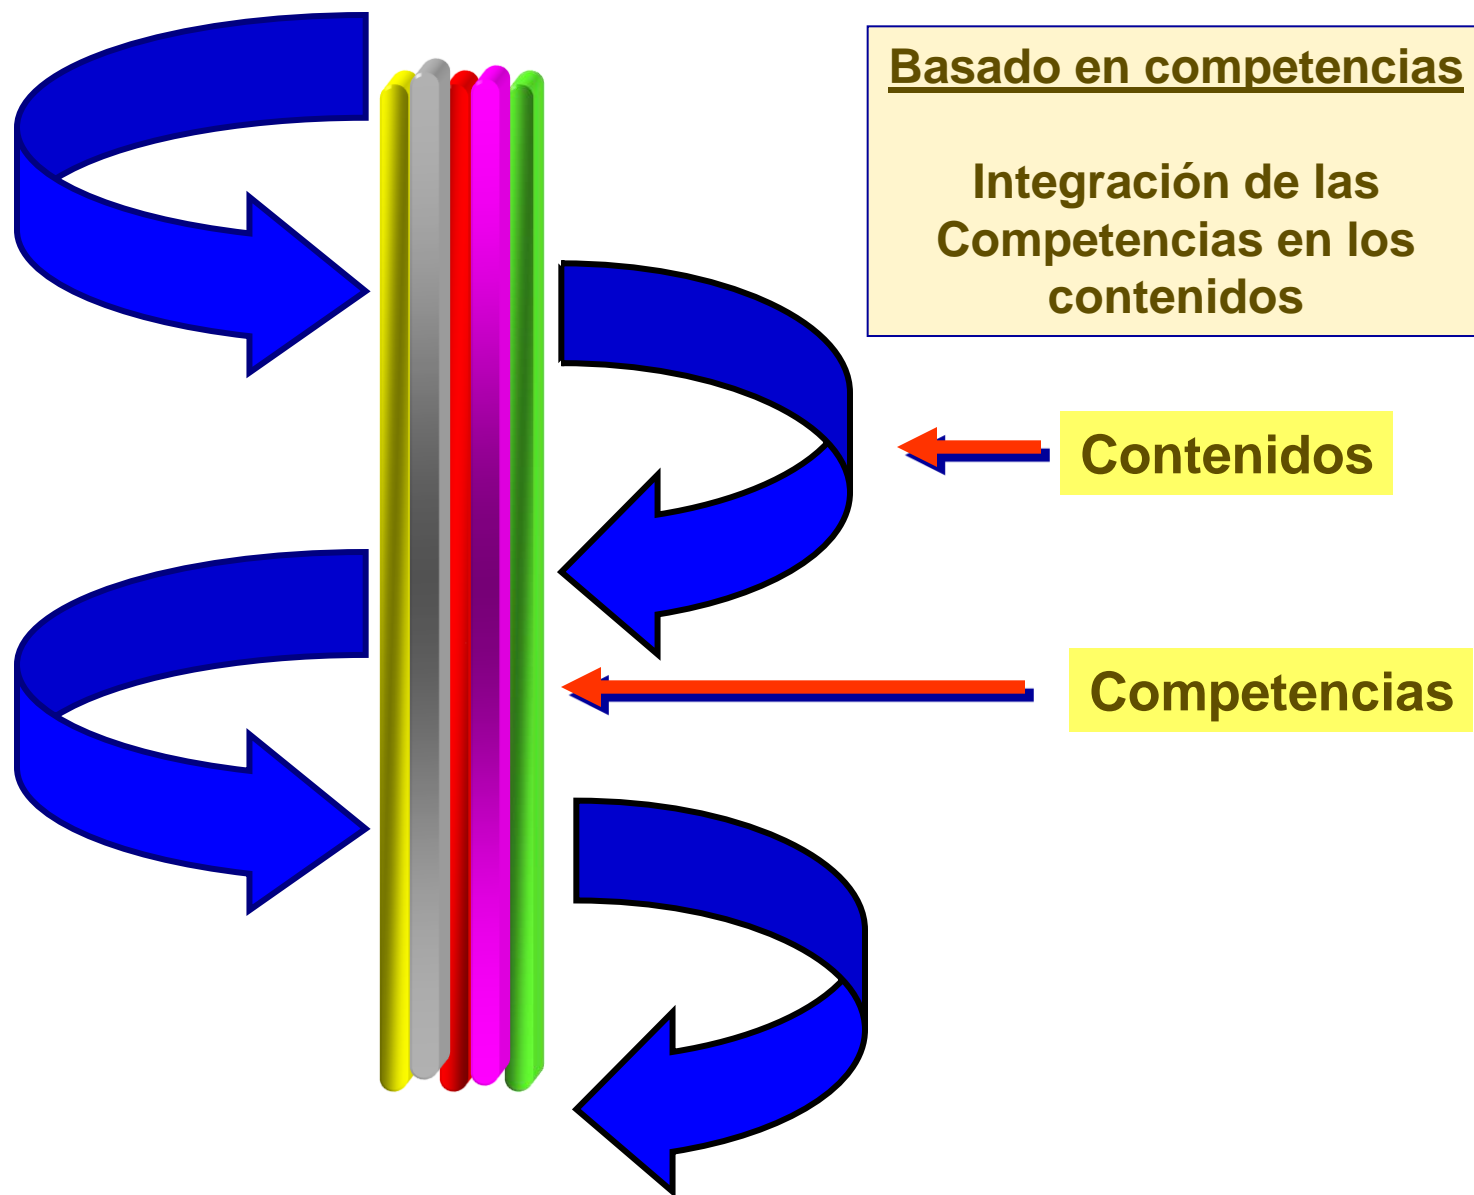 Basado en competencias
Integración de las
Competencias en los
contenidos
Contenidos
Competencias